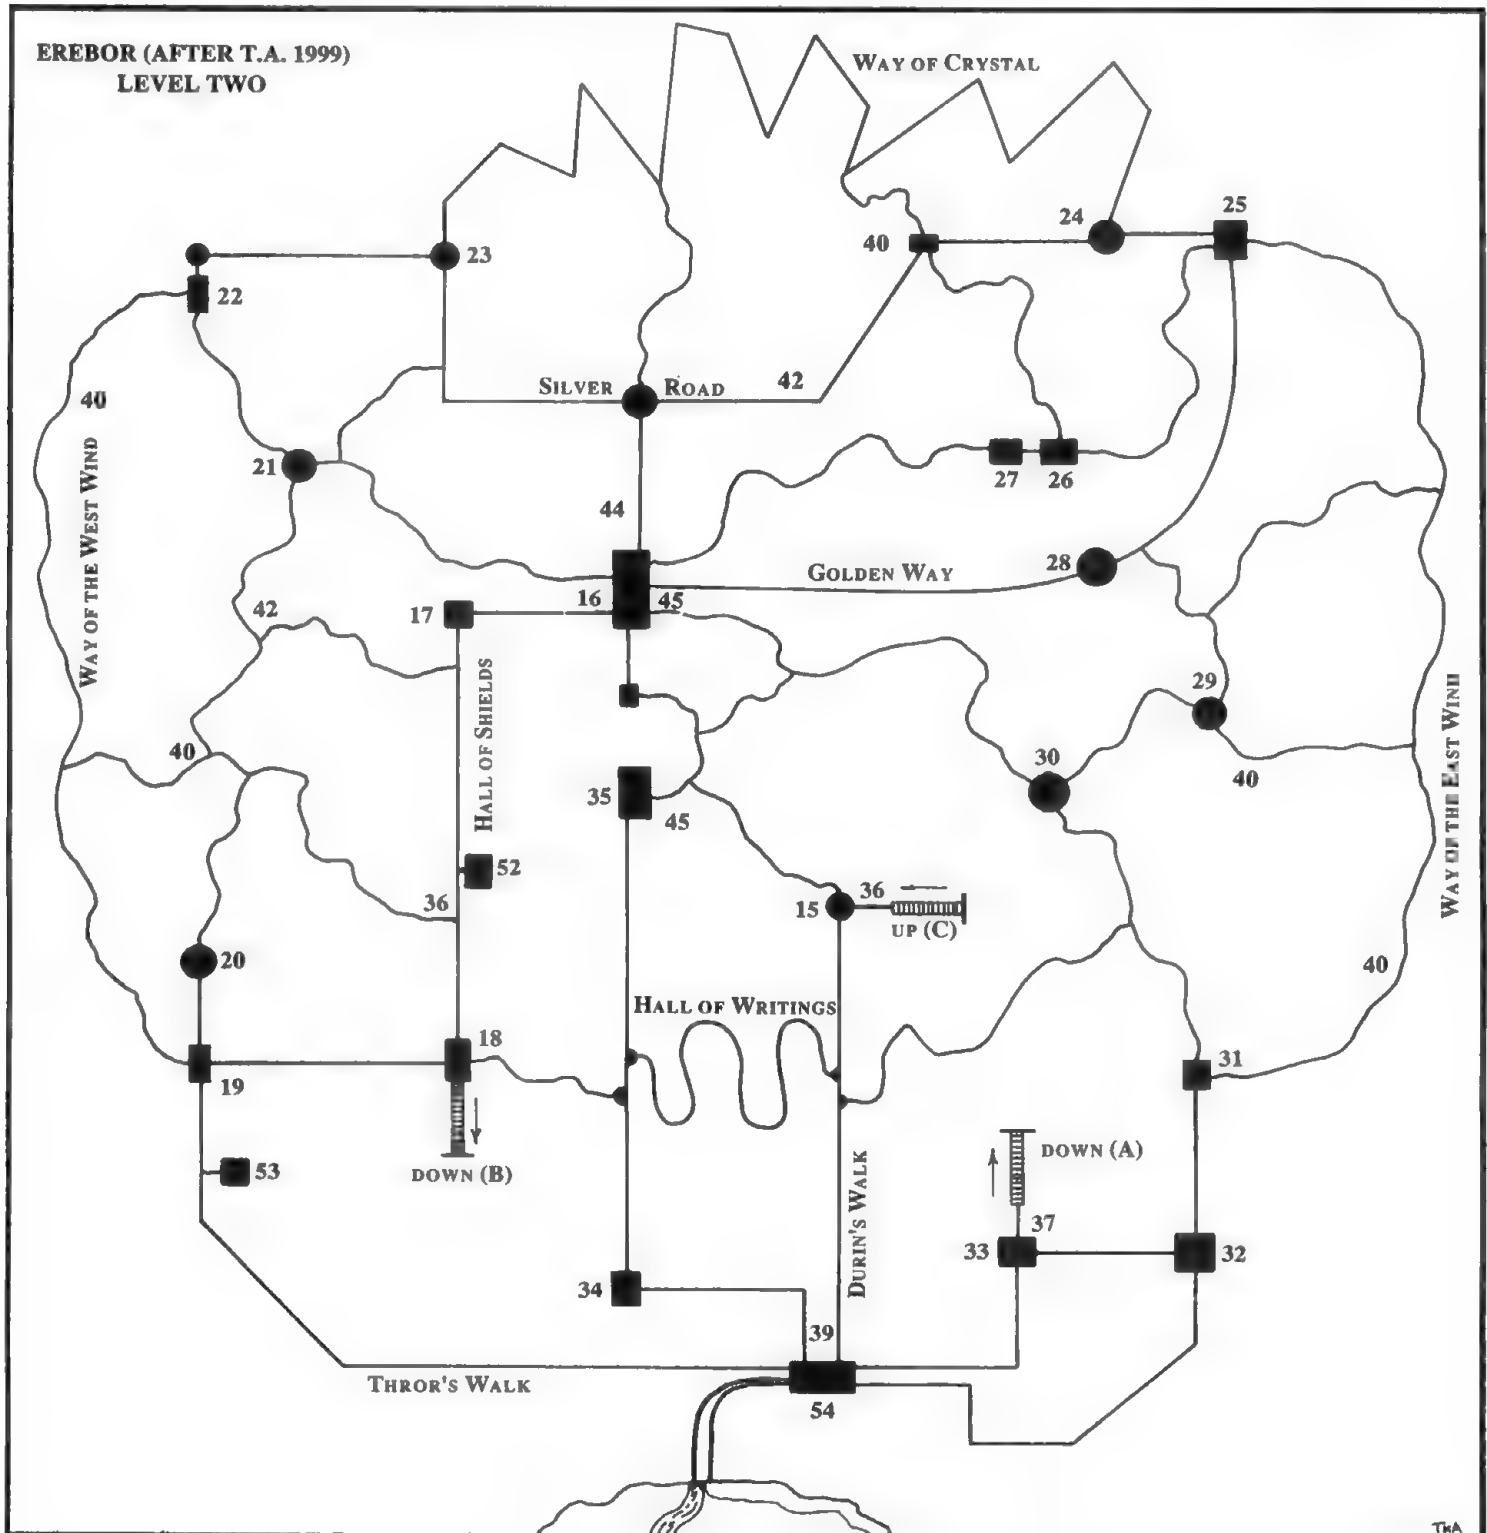 EREBOR (AFTER T.A. 1999)
LEVEL TWO
WAY OF CRYSTAL
25
24
40
23
22
SILVER ROAD
42
40
WAY OF THE WEST WIND
21
27
26
44
28
GOLDEN WAY
16
45
17
42
HALL OF SHIELDS
29
WAY OF THE EAST WIND
40
30
40
35
45
52
36
15
36
UP (C)
20
40
HALL OF WRITINGS
18
19
31
DOWN (B)
53
DOWN (A)
DURIN'S WALK
37
33
32
34
39
THROR'S WALK
54